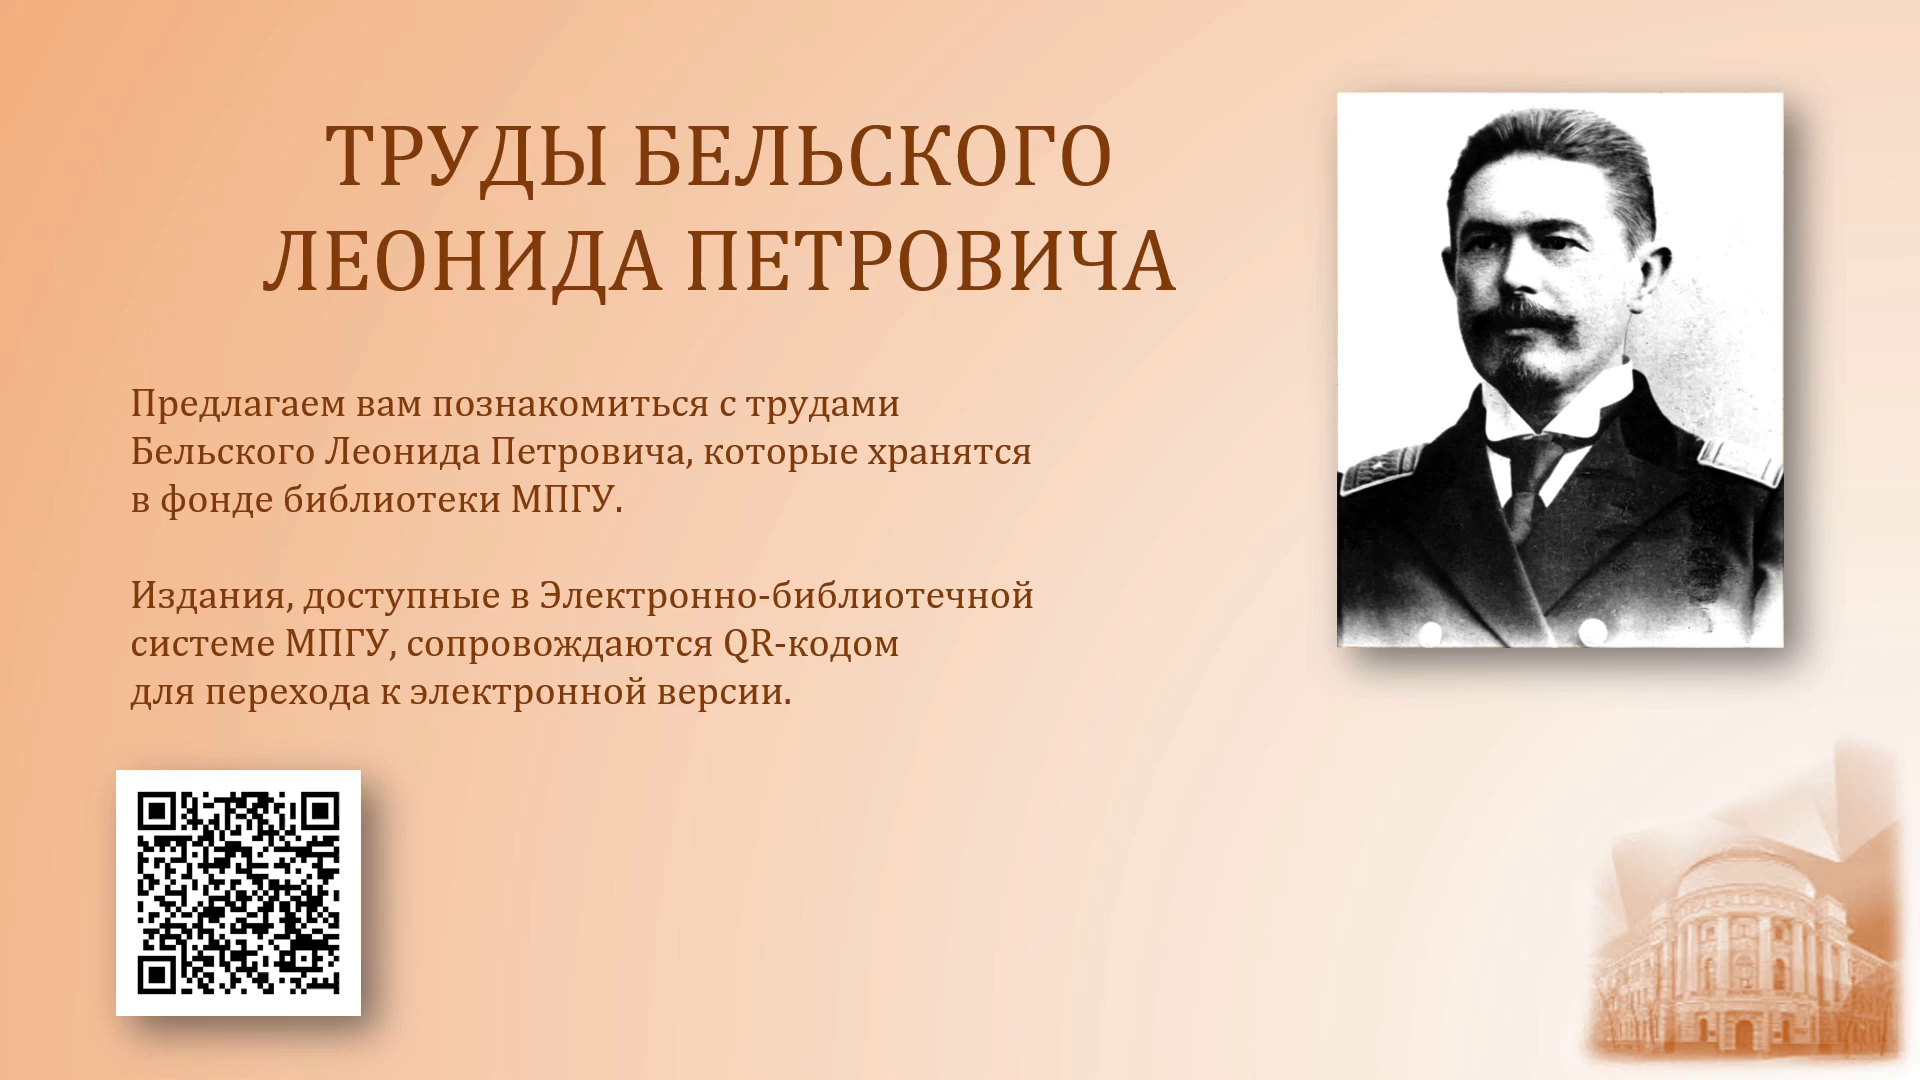 ТРУДЫ БЕЛЬСКОГО
ЛЕОНИДА ПЕТРОВИЧА
Предлагаем вам познакомиться с трудами
Бельского Леонида Петровича, которые хранятся
в фонде библиотеки МПГУ.
Издания, доступные в Электронно-библиотечной
системе МПГУ, сопровождаются QR-кодом
для перехода к электронной версии.